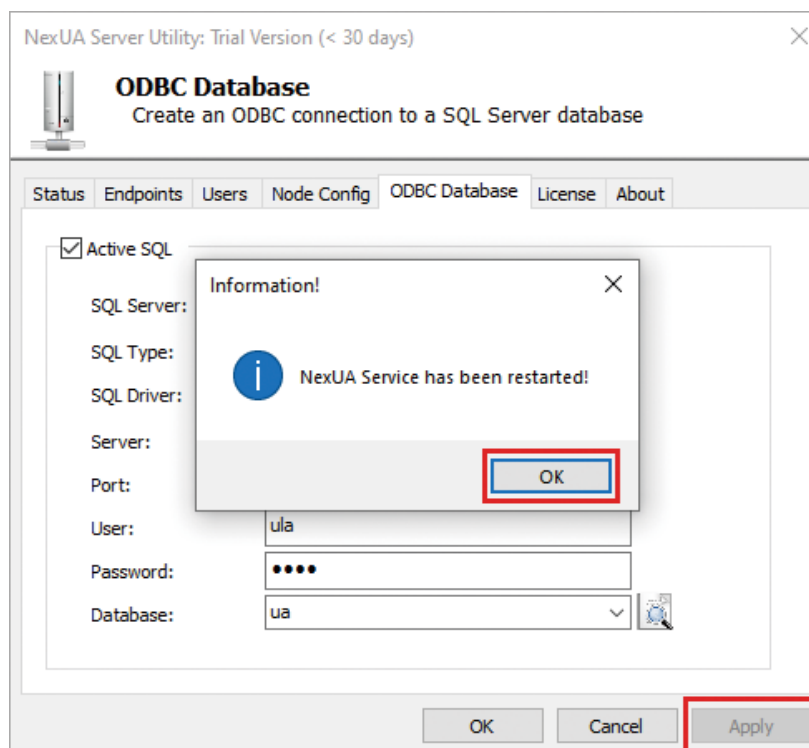 NexUA Server Utility: Trial Version (< 30 days)
ODBC Database
Create an ODBC connection to a SQL Server database
Status Endpoints Users Node Config ODBC Database License About
Active SQL
Information!
SQL Server:
SQL Type:
NexUA Service has been restarted!
SQL Driver:
Server:
OK
Port:
User: ula
Password: ••••
Database: ua
OK Cancel Apply